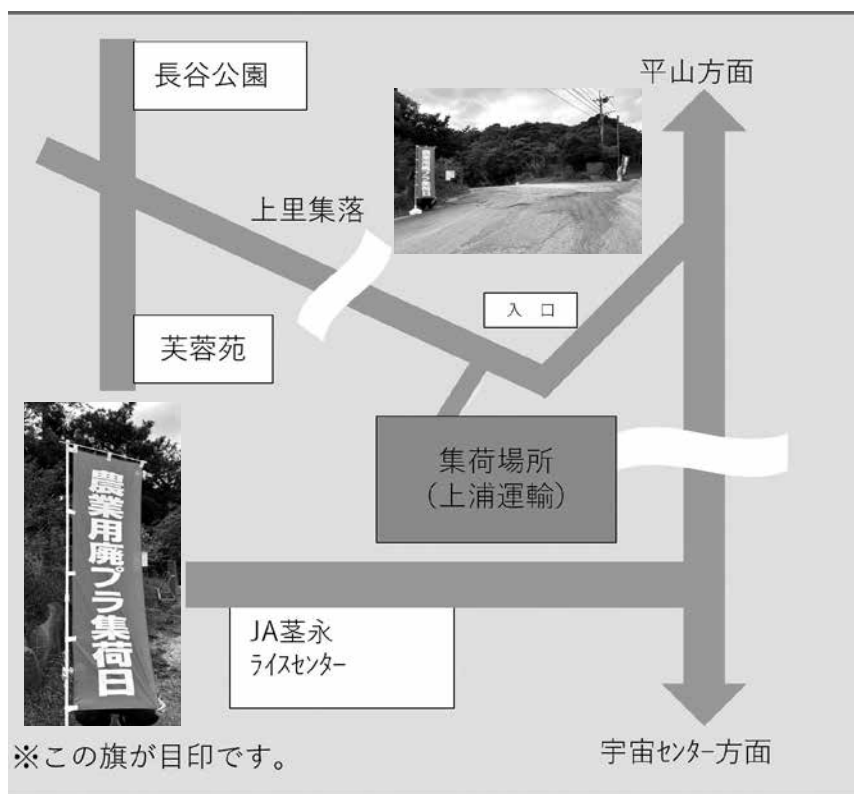 長谷公園
平山方面
上里集落
入 口
芙蓉苑
集荷場所
(上浦運輸)
農業用廃プラ集荷日
JA茎永
ﾗｲｽｾﾝﾀｰ
※この旗が目印です。
宇宙ｾﾝﾀｰ方面